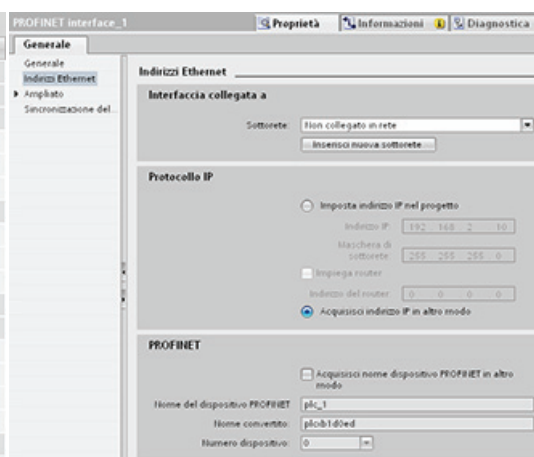 PROFINET interface_1
Proprietà
Informazioni
Diagnostica
Generale
Generale
Indirizzi Ethernet
Ampliato
Sincronizzazione del...
Indirizzi Ethernet
Interfaccia collegata a
Sottorete:
Non collegato in rete
Inserisci nuova sottorete
Protocollo IP
Imposta indirizzo IP nel progetto
Indirizzo IP:
192 168 2 10
Maschera di
sottorete:
255 255 255 0
Impiega router
Indirizzo del router:
0 0 0 0
Acquisisci indirizzo IP in altro modo
PROFINET
Acquisisci nome dispositivo PROFINET in altro
modo
Nome del dispositivo PROFINET
plc_1
Nome convertito:
plcxb1d0ed
Numero dispositivo:
0